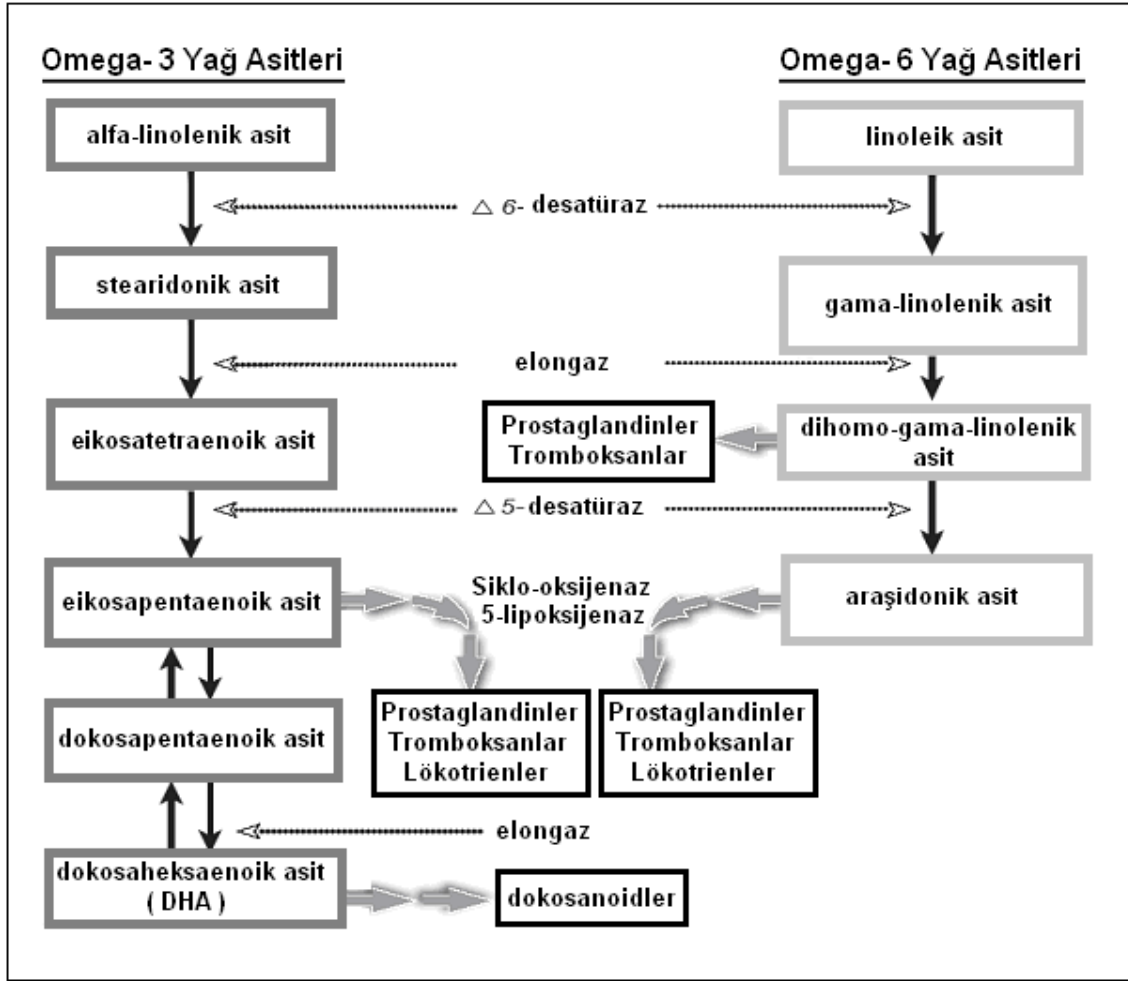 Omega- 3 Yağ Asitleri
Omega- 6 Yağ Asitleri
alfa-linolenik asit
linoleik asit
△ 6- desatüraz
stearidonik asit
gama-linolenik asit
elongaz
eikosatetraenoik asit
Prostaglandinler
Tromboksanlar
dihomo-gama-linolenik
asit
△ 5- desatüraz
eikosapentaenoik asit
Siklo-oksijenaz
5-lipoksijenaz
araşidonik asit
dokosapentaenoik asit
Prostaglandinler
Tromboksanlar
Lökotrienler
Prostaglandinler
Tromboksanlar
Lökotrienler
elongaz
dokosaheksaenoik asit
( DHA )
dokosanoidler